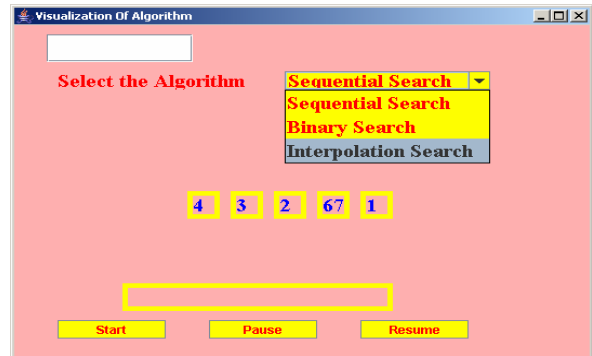 Visualization Of Algorithm
Select the Algorithm Sequential Search
Sequential Search
Binary Search
Interpolation Search
4 3 2 67 1
Start Pause Resume